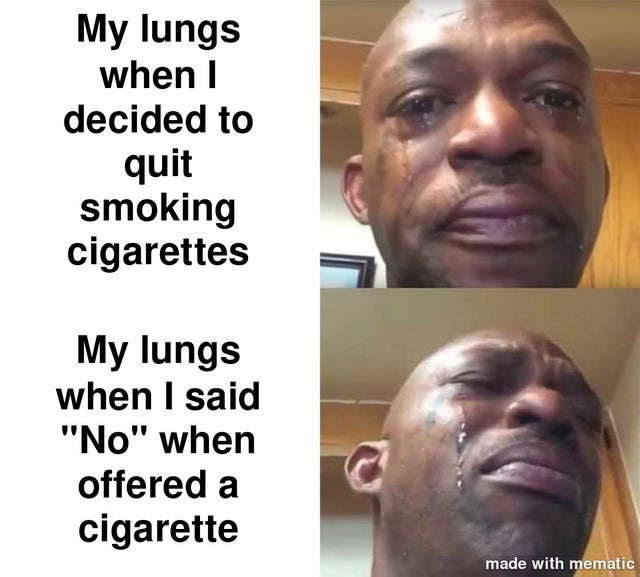 My lungs
when I
decided to
quit
smoking
cigarettes
My lungs
when I said
"No" when
offered a
cigarette
made with mematic